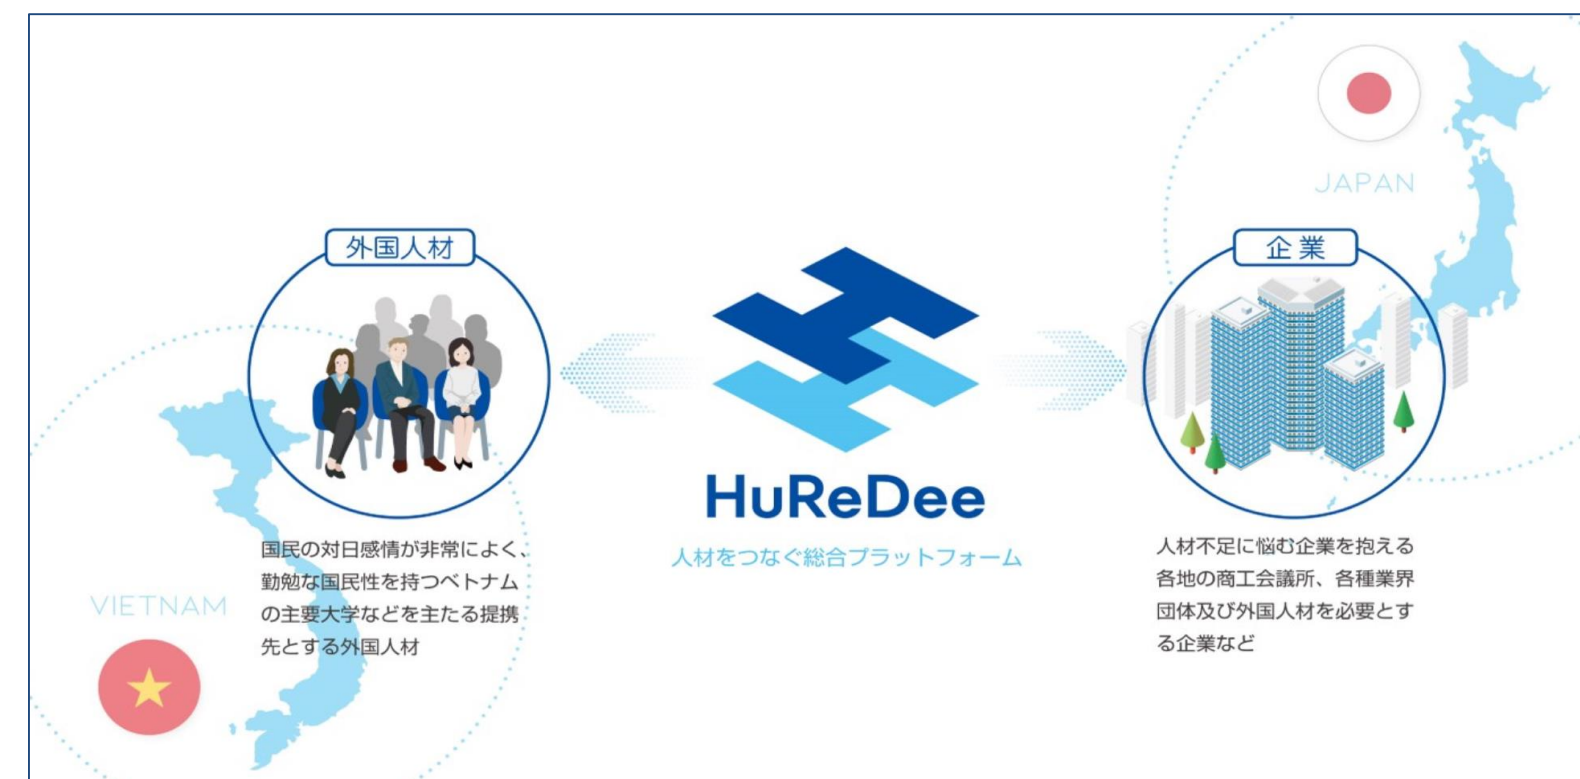 JAPAN
外国人材
企業
HuReDee
人材をつなぐ総合プラットフォーム
国民の対日感情が非常によく、
勤勉な国民性を持つベトナム
の主要大学などを主たる提携
先とする外国人材
人材不足に悩む企業を抱える
各地の商工会議所、各種業界
団体及び外国人材を必要とす
る企業など
VIETNAM